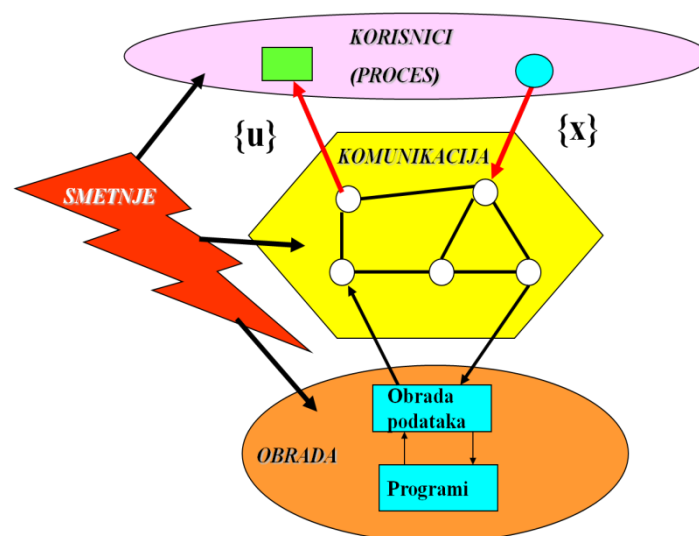 KORISNICI
(PROCES)
{u}
{x}
KOMUNIKACIJA
SMETNJE
Obrada
podataka
OBRADA
Programi